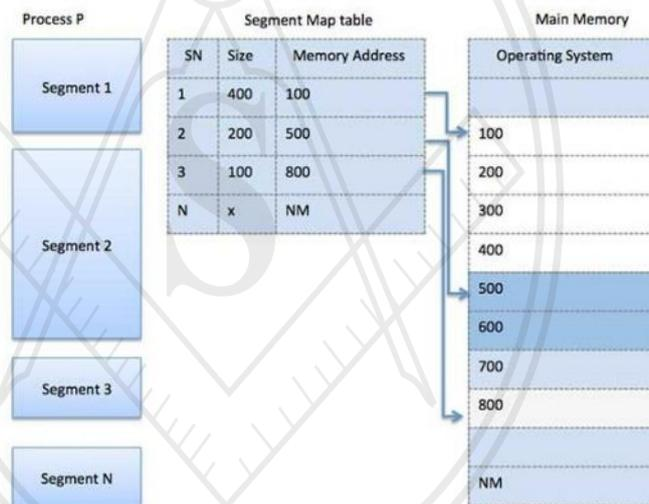 Process P
Segment 1
Segment 2
Segment 3
Segment N
Segment Map table
SN Size Memory Address
1 400 100
2 200 500
3 100 800
N x NM
Main Memory
Operating System
100
200
300
400
500
600
700
800
NM